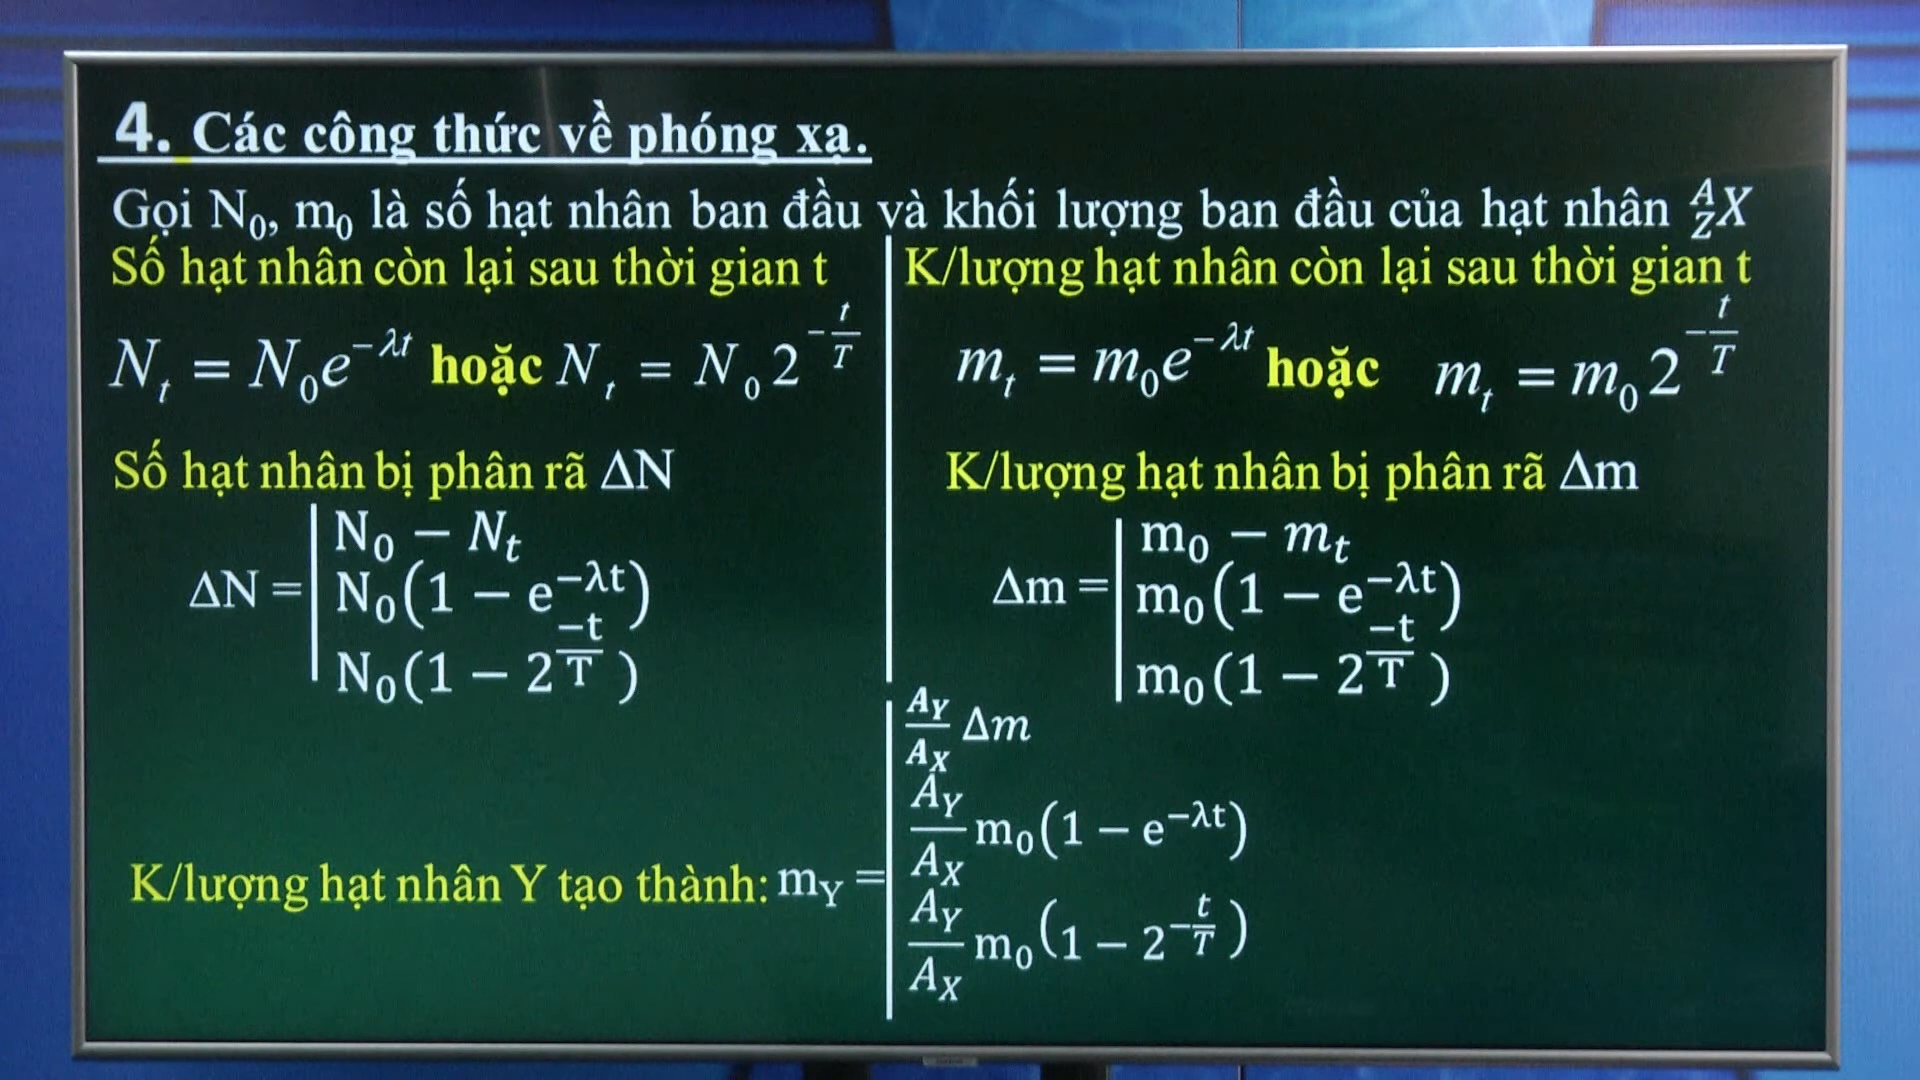 4. Các công thức về phóng xạ.
Gọi N₀, m₀ là số hạt nhân ban đầu và khối lượng ban đầu của hạt nhân ᴬ_Z X
Số hạt nhân còn lại sau thời gian t
N_t = N₀e^{-λt} hoặc N_t = N₀2^{-t/T}
Số hạt nhân bị phân rã ΔN
ΔN = | N₀ − N_t
N₀(1 − e^{−λt})
N₀(1 − 2^{−t/T})
K/lượng hạt nhân còn lại sau thời gian t
m_t = m₀e^{-λt} hoặc m_t = m₀2^{-t/T}
K/lượng hạt nhân bị phân rã Δm
Δm = | m₀ − m_t
m₀(1 − e^{−λt})
m₀(1 − 2^{−t/T})
K/lượng hạt nhân Y tạo thành: m_Y = | A_Y/A_X Δm
A_Y/A_X m₀(1 − e^{−λt})
A_Y/A_X m₀(1 − 2^{−t/T})